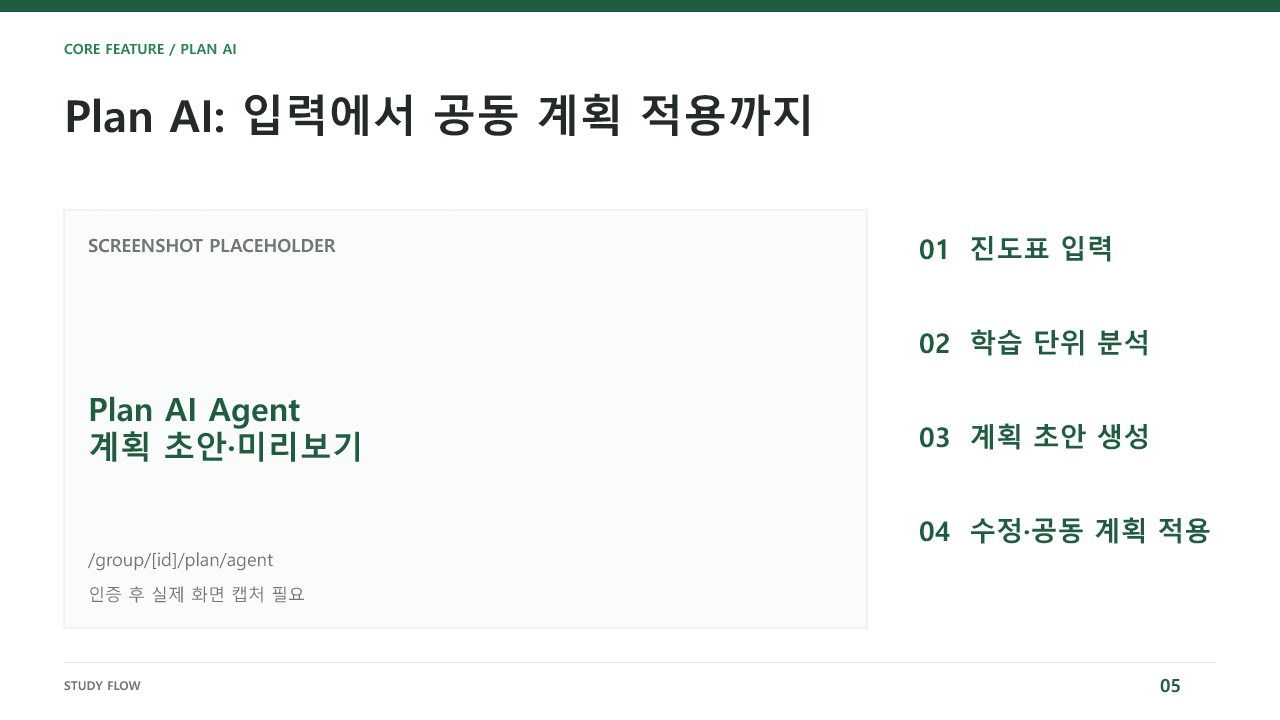 CORE FEATURE / PLAN AI
Plan AI: 입력에서 공동 계획 적용까지
SCREENSHOT PLACEHOLDER
Plan AI Agent
계획 초안·미리보기
/group/[id]/plan/agent
인증 후 실제 화면 캡처 필요
01 진도표 입력
02 학습 단위 분석
03 계획 초안 생성
04 수정·공동 계획 적용
STUDY FLOW
05